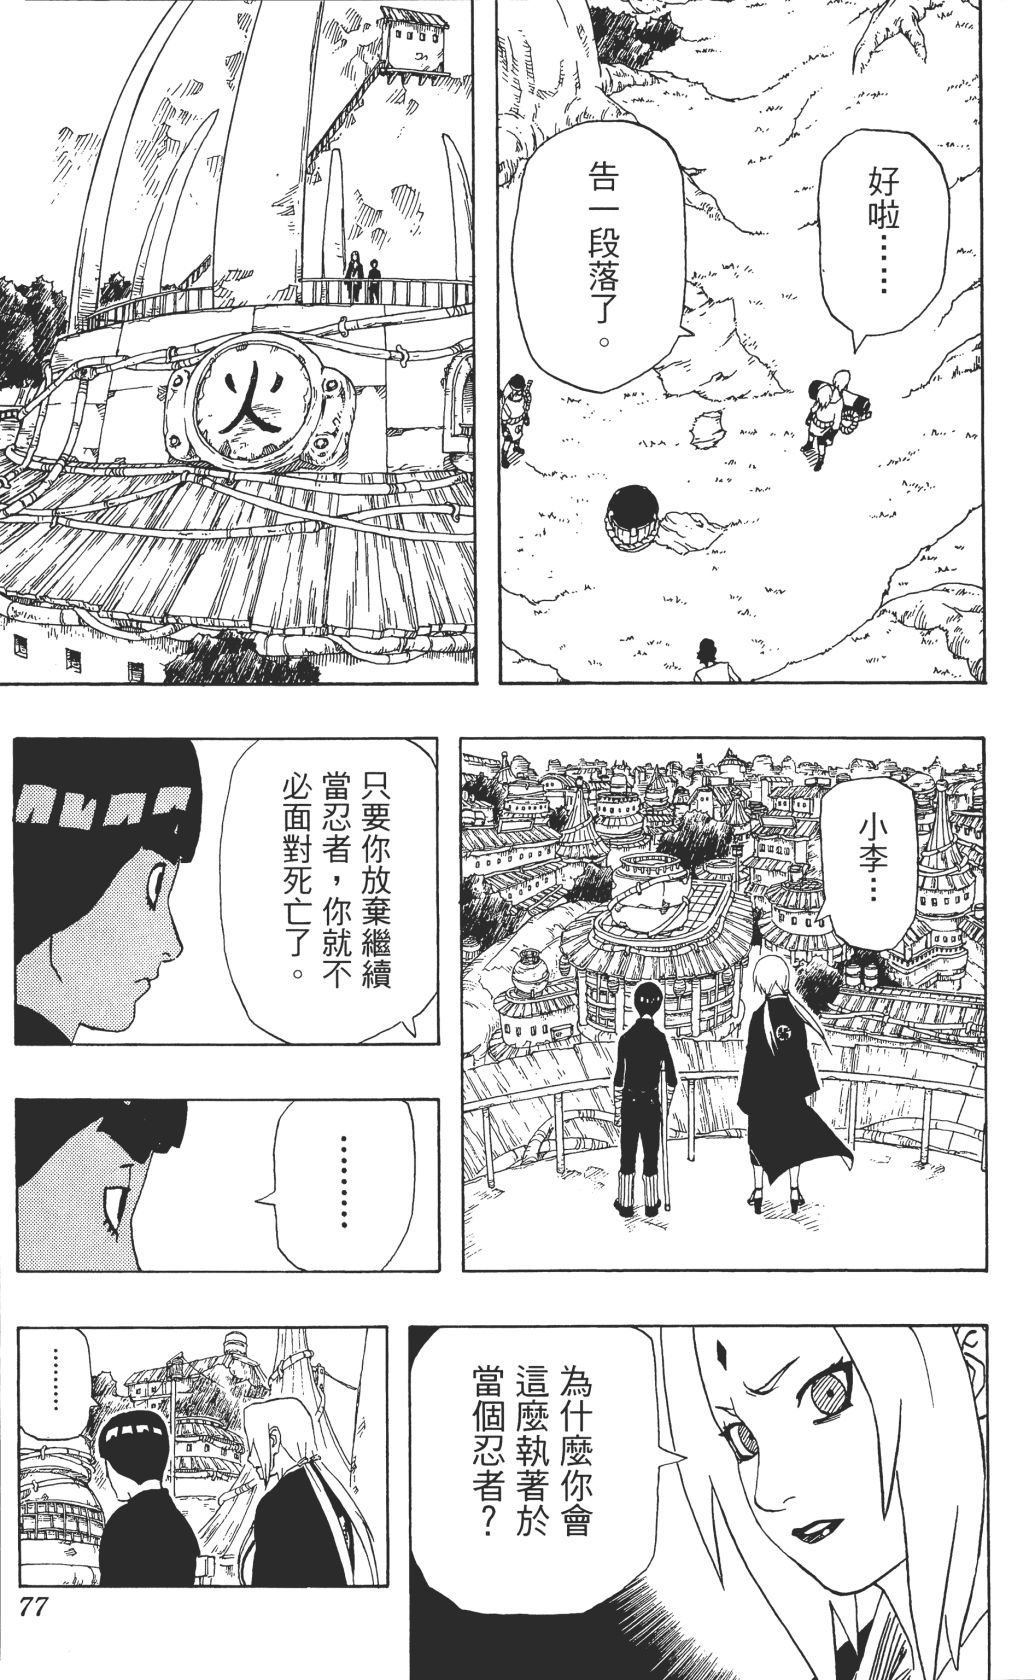 好啦……
告一段落了。
火
小李…
只要你放棄繼續
當忍者，你就不
必面對死亡了。
………
為什麼你會
這麼執著於
當個忍者？
………
77